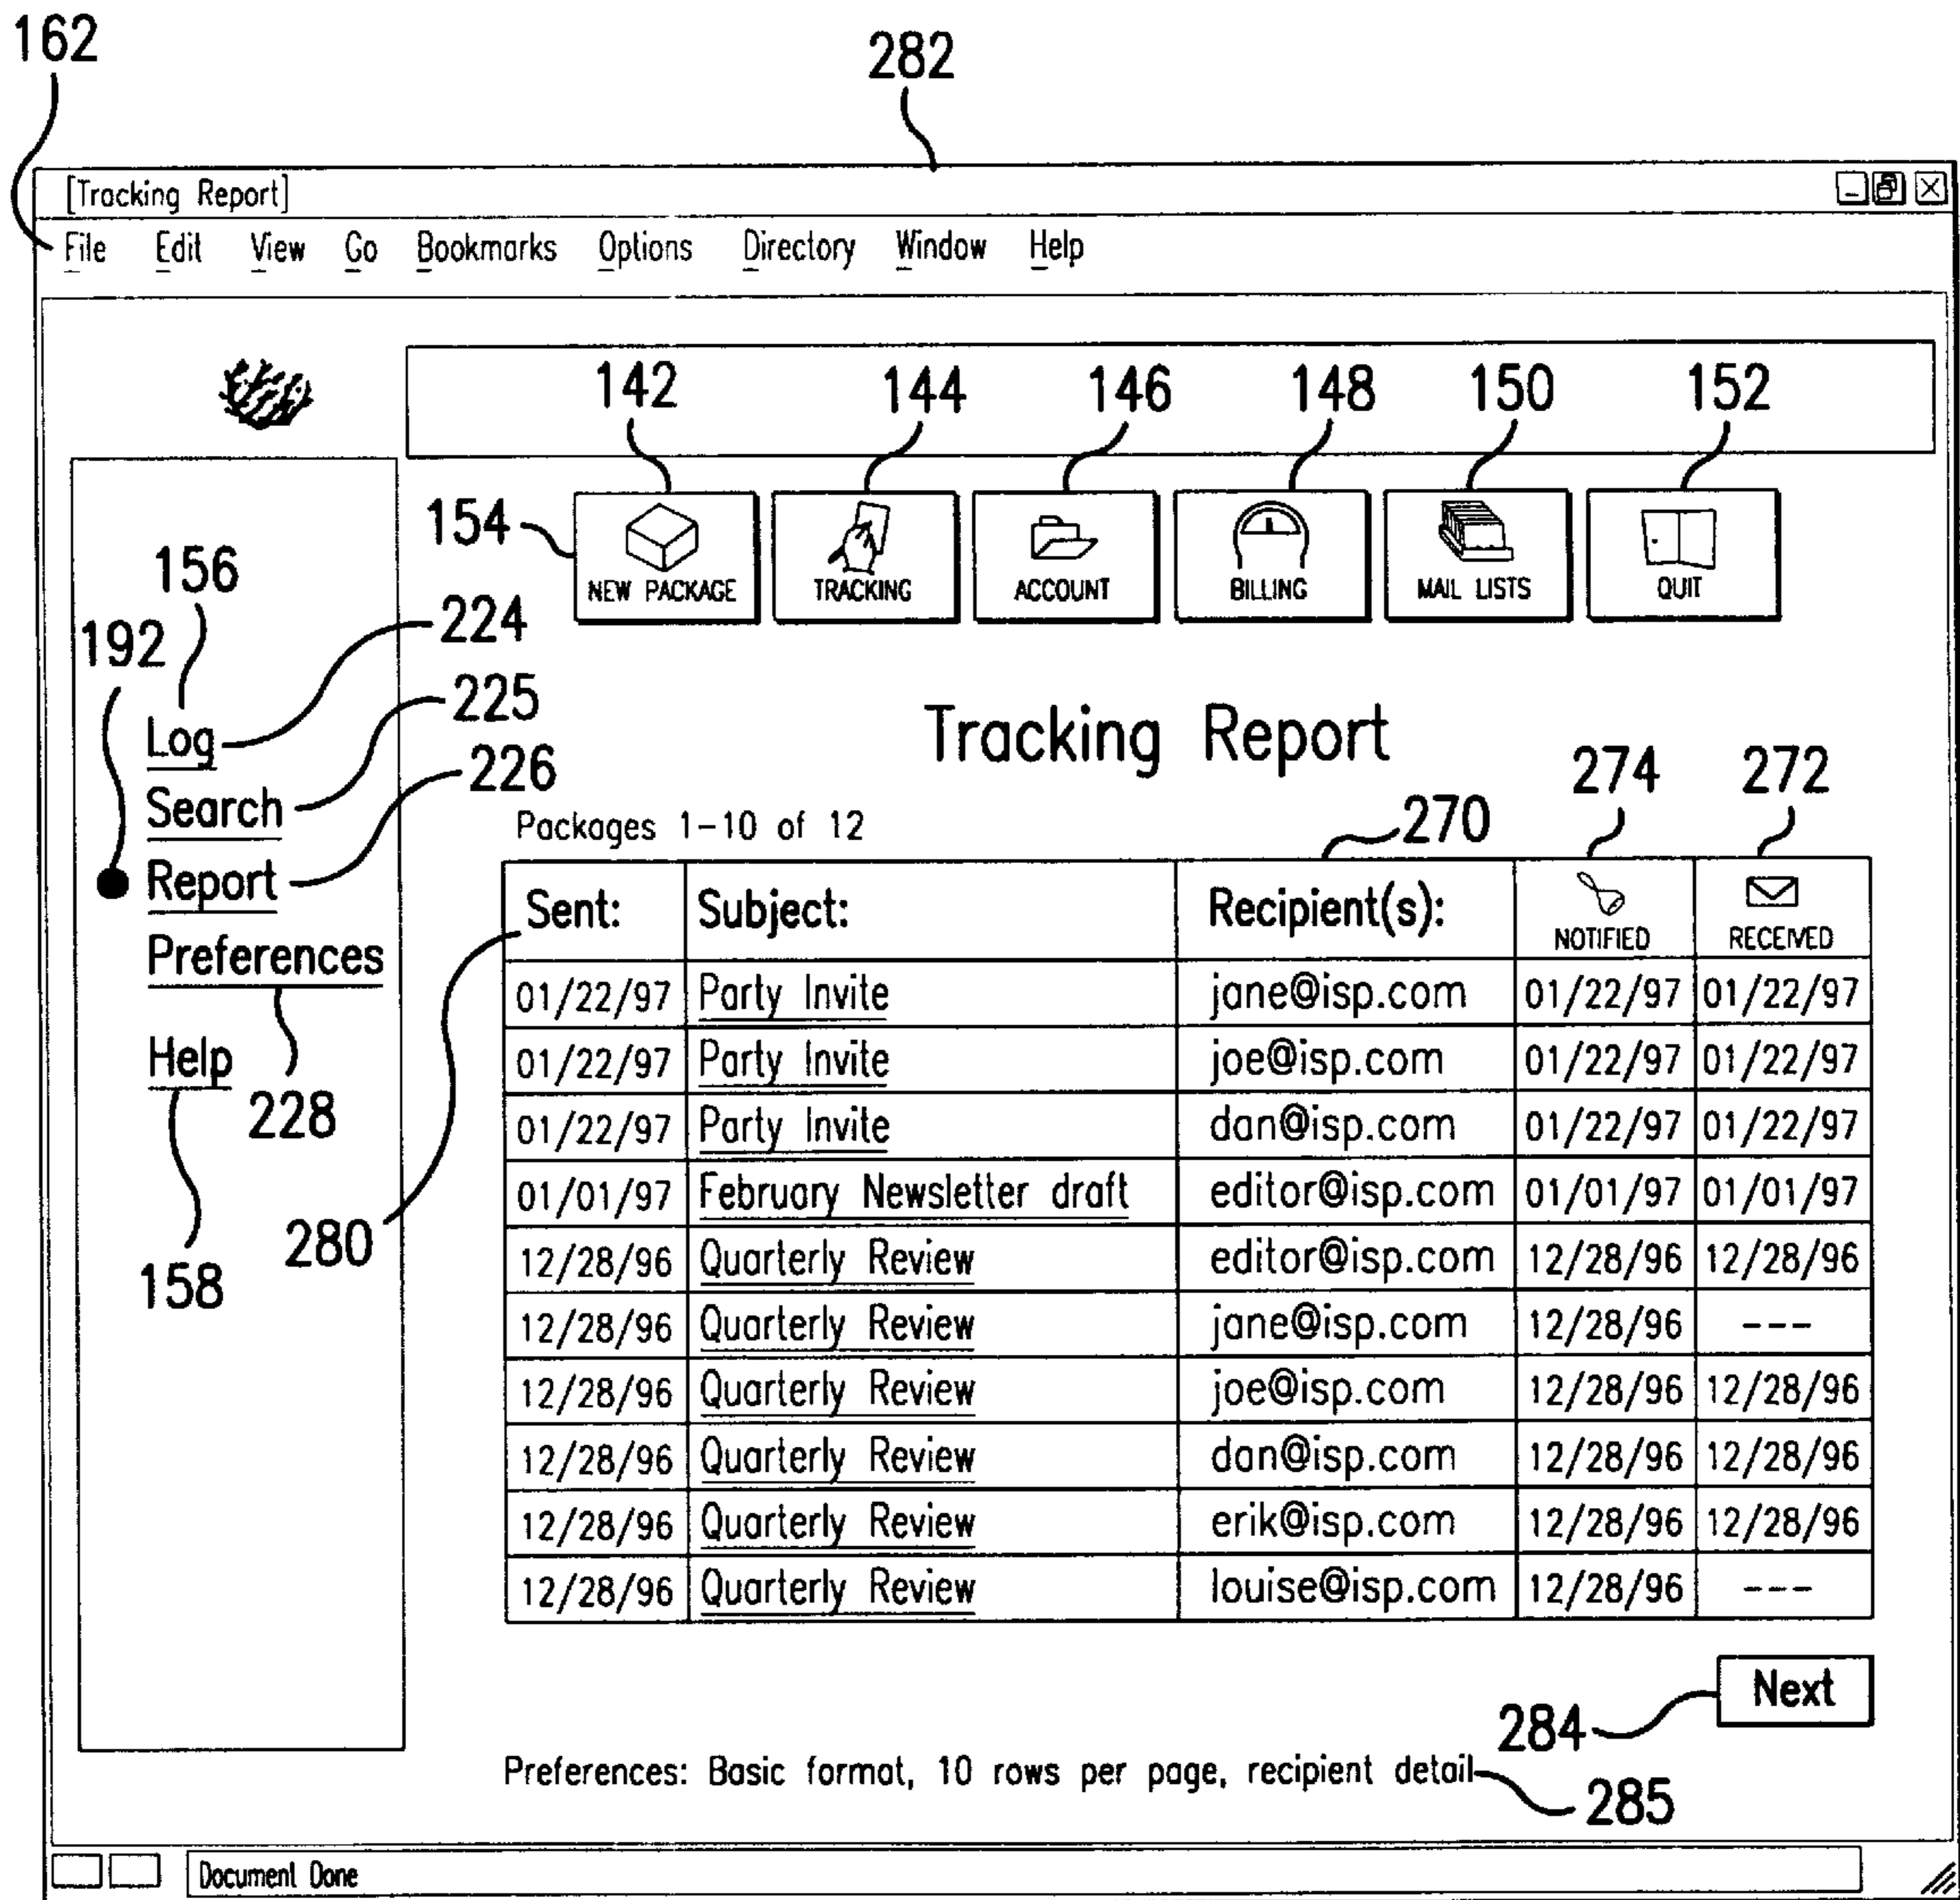 162
282
[Tracking Report]
File Edit View Go Bookmarks Options Directory Window Help
142 144 146 148 150 152
154
NEW PACKAGE TRACKING ACCOUNT BILLING MAIL LISTS QUIT
156
224
192
225
Log
226
Search
Report
Preferences
Help
228
280
158
Tracking Report
274 272
Packages 1-10 of 12
270
Sent: Subject: Recipient(s): NOTIFIED RECEIVED
01/22/97 Party Invite jane@isp.com 01/22/97 01/22/97
01/22/97 Party Invite joe@isp.com 01/22/97 01/22/97
01/22/97 Party Invite dan@isp.com 01/22/97 01/22/97
01/01/97 February Newsletter draft editor@isp.com 01/01/97 01/01/97
12/28/96 Quarterly Review editor@isp.com 12/28/96 12/28/96
12/28/96 Quarterly Review jane@isp.com 12/28/96 ---
12/28/96 Quarterly Review joe@isp.com 12/28/96 12/28/96
12/28/96 Quarterly Review dan@isp.com 12/28/96 12/28/96
12/28/96 Quarterly Review erik@isp.com 12/28/96 12/28/96
12/28/96 Quarterly Review louise@isp.com 12/28/96 ---
Next
284
Preferences: Basic format, 10 rows per page, recipient detail
285
Document Done